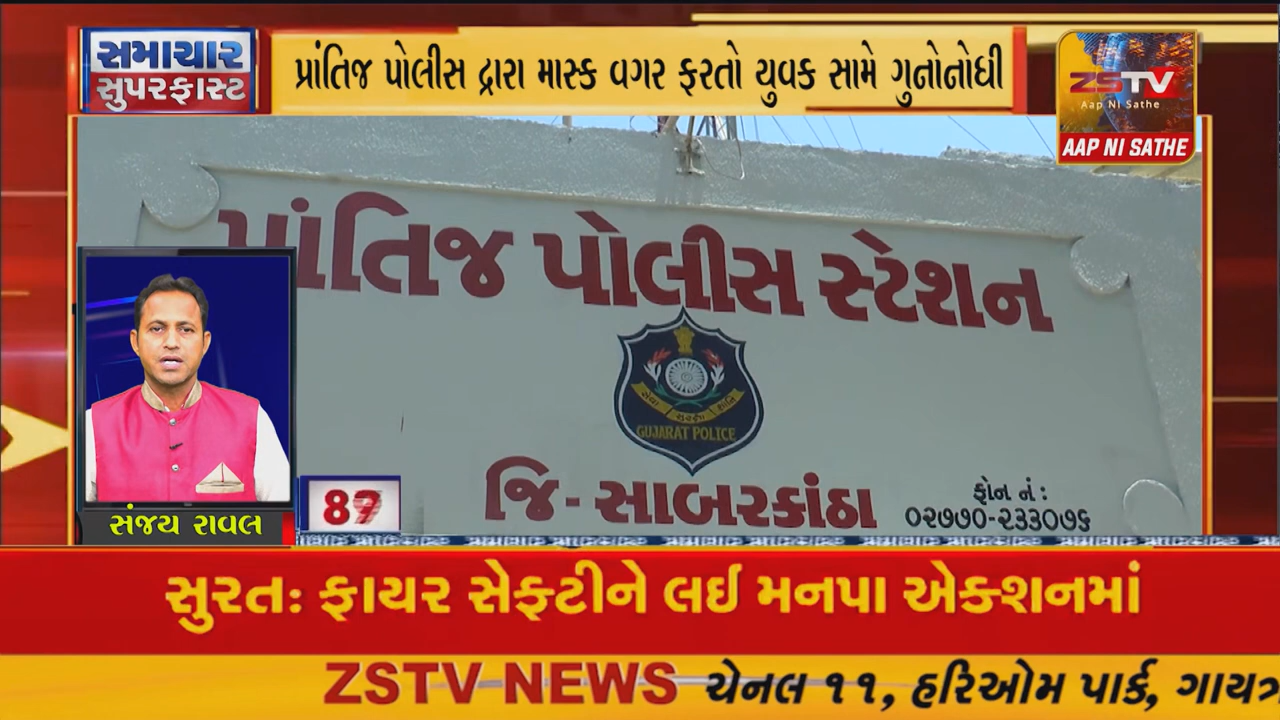 સમાચાર
સુપરફાસ્ટ
પ્રાંતિજ પોલીસ દ્વારા માસ્ક વગર ફરતો યુવક સામે ગુનોનોધી
ZSTV
Aap Ni Sathe
AAP NI SATHE
પ્રાંતિજ પોલીસ સ્ટેશન
સેવા સુરક્ષા શાંતિ
GUJARAT POLICE
જિ - સાબરકાંઠા
ફોન નં :
૦૨૭૭૦-૨૩૩૦૭૬
સંજય રાવલ
સુરત: ફાયર સેફ્ટીને લઈ મનપા એક્શનમાં
ZSTV NEWS ચેનલ ૧૧, હરિઓમ પાર્ક,